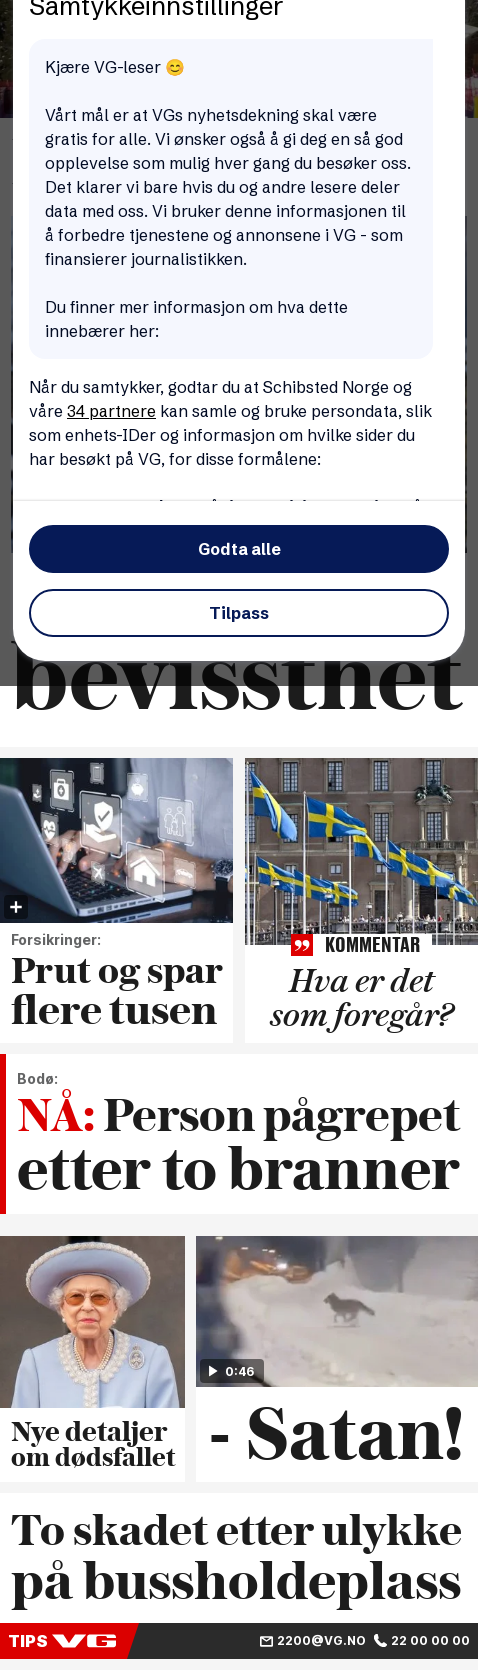 Samtykkeinnstillinger
Kjære VG-leser 😊
Vårt mål er at VGs nyhetsdekning skal være
gratis for alle. Vi ønsker også å gi deg en så god
opplevelse som mulig hver gang du besøker oss.
Det klarer vi bare hvis du og andre lesere deler
data med oss. Vi bruker denne informasjonen til
å forbedre tjenestene og annonsene i VG - som
finansierer journalistikken.
Du finner mer informasjon om hva dette
innebærer her:
Når du samtykker, godtar du at Schibsted Norge og
våre 34 partnere kan samle og bruke persondata, slik
som enhets-IDer og informasjon om hvilke sider du
har besøkt på VG, for disse formålene:
Godta alle
Tilpass
bevissthet
Forsikringer:
Prut og spar
flere tusen
KOMMENTAR
Hva er det
som foregår?
Bodø:
NÅ: Person pågrepet
etter to branner
0:46
Nye detaljer
om dødsfallet
- Satan!
To skadet etter ulykke
på bussholdeplass
TIPS VG 2200@VG.NO 22 00 00 00